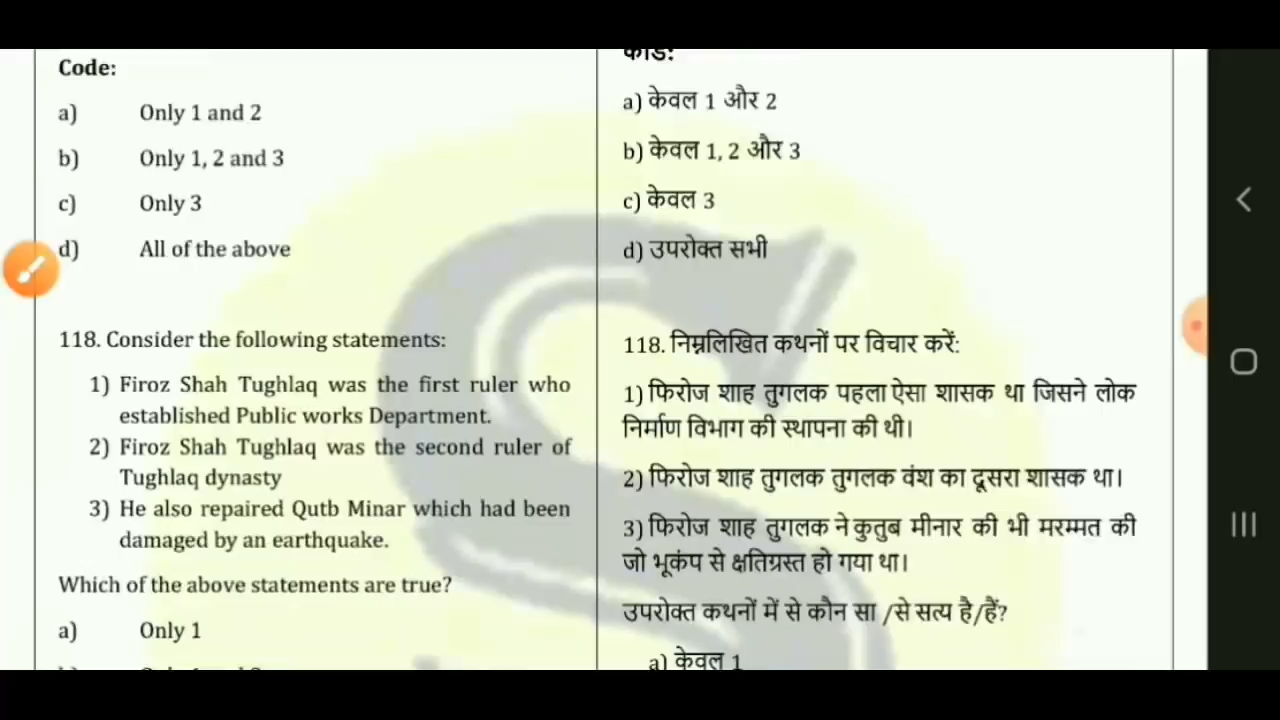 Code:
a) Only 1 and 2
b) Only 1, 2 and 3
c) Only 3
d) All of the above
118. Consider the following statements:
1) Firoz Shah Tughlaq was the first ruler who
established Public works Department.
2) Firoz Shah Tughlaq was the second ruler of
Tughlaq dynasty
3) He also repaired Qutb Minar which had been
damaged by an earthquake.
Which of the above statements are true?
a) Only 1
कोड:
a) केवल 1 और 2
b) केवल 1, 2 और 3
c) केवल 3
d) उपरोक्त सभी
118. निम्नलिखित कथनों पर विचार करें:
1) फिरोज शाह तुगलक पहला ऐसा शासक था जिसने लोक
निर्माण विभाग की स्थापना की थी।
2) फिरोज शाह तुगलक तुगलक वंश का दूसरा शासक था।
3) फिरोज शाह तुगलक ने कुतुब मीनार की भी मरम्मत की
जो भूकंप से क्षतिग्रस्त हो गया था।
उपरोक्त कथनों में से कौन सा /से सत्य है/हैं?
a) केवल 1